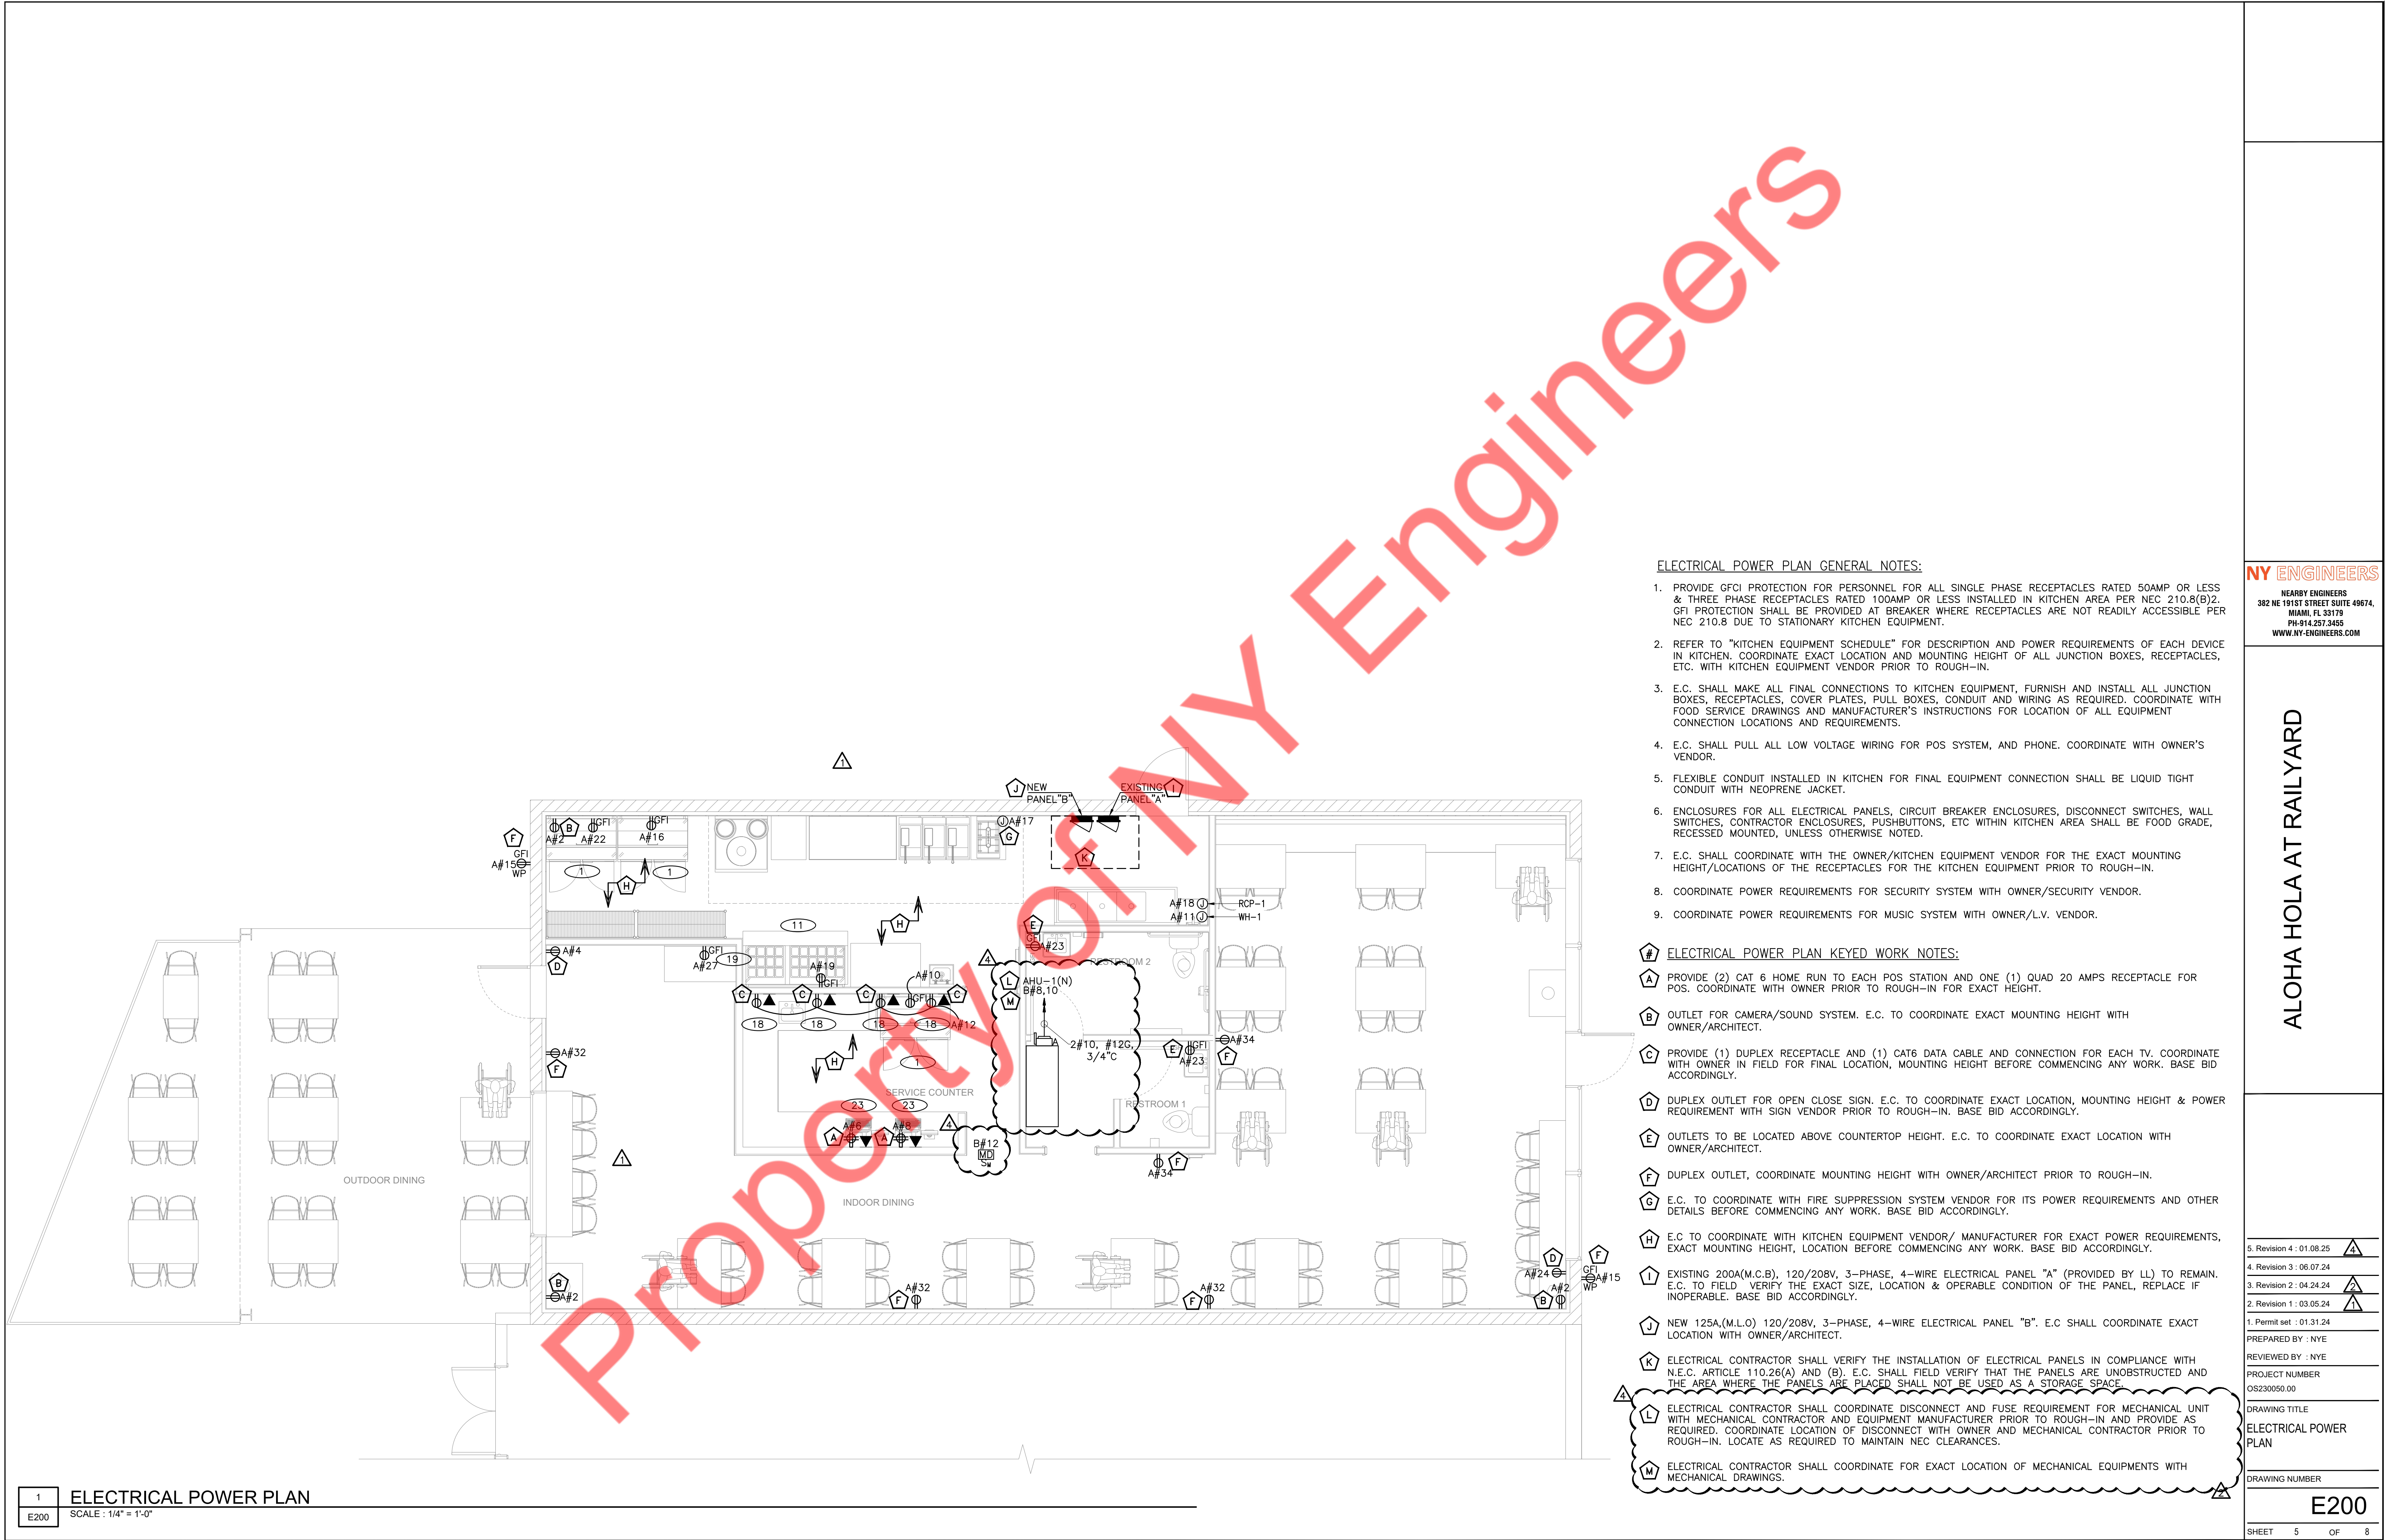 Property of NY Engineers
ELECTRICAL POWER PLAN GENERAL NOTES:
1. PROVIDE GFCI PROTECTION FOR PERSONNEL FOR ALL SINGLE PHASE RECEPTACLES RATED 50AMP OR LESS
& THREE PHASE RECEPTACLES RATED 100AMP OR LESS INSTALLED IN KITCHEN AREA PER NEC 210.8(B)2.
GFI PROTECTION SHALL BE PROVIDED AT BREAKER WHERE RECEPTACLES ARE NOT READILY ACCESSIBLE PER
NEC 210.8 DUE TO STATIONARY KITCHEN EQUIPMENT.
2. REFER TO "KITCHEN EQUIPMENT SCHEDULE" FOR DESCRIPTION AND POWER REQUIREMENTS OF EACH DEVICE
IN KITCHEN. COORDINATE EXACT LOCATION AND MOUNTING HEIGHT OF ALL JUNCTION BOXES, RECEPTACLES,
ETC. WITH KITCHEN EQUIPMENT VENDOR PRIOR TO ROUGH-IN.
3. E.C. SHALL MAKE ALL FINAL CONNECTIONS TO KITCHEN EQUIPMENT, FURNISH AND INSTALL ALL JUNCTION
BOXES, RECEPTACLES, COVER PLATES, PULL BOXES, CONDUIT AND WIRING AS REQUIRED. COORDINATE WITH
FOOD SERVICE DRAWINGS AND MANUFACTURER'S INSTRUCTIONS FOR LOCATION OF ALL EQUIPMENT
CONNECTION LOCATIONS AND REQUIREMENTS.
4. E.C. SHALL PULL ALL LOW VOLTAGE WIRING FOR POS SYSTEM, AND PHONE. COORDINATE WITH OWNER'S
VENDOR.
5. FLEXIBLE CONDUIT INSTALLED IN KITCHEN FOR FINAL EQUIPMENT CONNECTION SHALL BE LIQUID TIGHT
CONDUIT WITH NEOPRENE JACKET.
6. ENCLOSURES FOR ALL ELECTRICAL PANELS, CIRCUIT BREAKER ENCLOSURES, DISCONNECT SWITCHES, WALL
SWITCHES, CONTRACTOR ENCLOSURES, PUSHBUTTONS, ETC WITHIN KITCHEN AREA SHALL BE FOOD GRADE,
RECESSED MOUNTED, UNLESS OTHERWISE NOTED.
7. E.C. SHALL COORDINATE WITH THE OWNER/KITCHEN EQUIPMENT VENDOR FOR THE EXACT MOUNTING
HEIGHT/LOCATIONS OF THE RECEPTACLES FOR THE KITCHEN EQUIPMENT PRIOR TO ROUGH-IN.
8. COORDINATE POWER REQUIREMENTS FOR SECURITY SYSTEM WITH OWNER/SECURITY VENDOR.
9. COORDINATE POWER REQUIREMENTS FOR MUSIC SYSTEM WITH OWNER/L.V. VENDOR.
# ELECTRICAL POWER PLAN KEYED WORK NOTES:
A PROVIDE (2) CAT 6 HOME RUN TO EACH POS STATION AND ONE (1) QUAD 20 AMPS RECEPTACLE FOR
POS. COORDINATE WITH OWNER PRIOR TO ROUGH-IN FOR EXACT HEIGHT.
B OUTLET FOR CAMERA/SOUND SYSTEM. E.C. TO COORDINATE EXACT MOUNTING HEIGHT WITH
OWNER/ARCHITECT.
C PROVIDE (1) DUPLEX RECEPTACLE AND (1) CAT6 DATA CABLE AND CONNECTION FOR EACH TV. COORDINATE
WITH OWNER IN FIELD FOR FINAL LOCATION, MOUNTING HEIGHT BEFORE COMMENCING ANY WORK. BASE BID
ACCORDINGLY.
D DUPLEX OUTLET FOR OPEN CLOSE SIGN. E.C. TO COORDINATE EXACT LOCATION, MOUNTING HEIGHT & POWER
REQUIREMENT WITH SIGN VENDOR PRIOR TO ROUGH-IN. BASE BID ACCORDINGLY.
E OUTLETS TO BE LOCATED ABOVE COUNTERTOP HEIGHT. E.C. TO COORDINATE EXACT LOCATION WITH
OWNER/ARCHITECT.
F DUPLEX OUTLET, COORDINATE MOUNTING HEIGHT WITH OWNER/ARCHITECT PRIOR TO ROUGH-IN.
G E.C. TO COORDINATE WITH FIRE SUPPRESSION SYSTEM VENDOR FOR ITS POWER REQUIREMENTS AND OTHER
DETAILS BEFORE COMMENCING ANY WORK. BASE BID ACCORDINGLY.
H E.C TO COORDINATE WITH KITCHEN EQUIPMENT VENDOR/ MANUFACTURER FOR EXACT POWER REQUIREMENTS,
EXACT MOUNTING HEIGHT, LOCATION BEFORE COMMENCING ANY WORK. BASE BID ACCORDINGLY.
I EXISTING 200A(M.C.B), 120/208V, 3-PHASE, 4-WIRE ELECTRICAL PANEL "A" (PROVIDED BY LL) TO REMAIN.
E.C. TO FIELD VERIFY THE EXACT SIZE, LOCATION & OPERABLE CONDITION OF THE PANEL, REPLACE IF
INOPERABLE. BASE BID ACCORDINGLY.
J NEW 125A,(M.L.O) 120/208V, 3-PHASE, 4-WIRE ELECTRICAL PANEL "B". E.C SHALL COORDINATE EXACT
LOCATION WITH OWNER/ARCHITECT.
K ELECTRICAL CONTRACTOR SHALL VERIFY THE INSTALLATION OF ELECTRICAL PANELS IN COMPLIANCE WITH
N.E.C. ARTICLE 110.26(A) AND (B). E.C. SHALL FIELD VERIFY THAT THE PANELS ARE UNOBSTRUCTED AND
THE AREA WHERE THE PANELS ARE PLACED SHALL NOT BE USED AS A STORAGE SPACE.
4
L ELECTRICAL CONTRACTOR SHALL COORDINATE DISCONNECT AND FUSE REQUIREMENT FOR MECHANICAL UNIT
WITH MECHANICAL CONTRACTOR AND EQUIPMENT MANUFACTURER PRIOR TO ROUGH-IN AND PROVIDE AS
REQUIRED. COORDINATE LOCATION OF DISCONNECT WITH OWNER AND MECHANICAL CONTRACTOR PRIOR TO
ROUGH-IN. LOCATE AS REQUIRED TO MAINTAIN NEC CLEARANCES.
M ELECTRICAL CONTRACTOR SHALL COORDINATE FOR EXACT LOCATION OF MECHANICAL EQUIPMENTS WITH
MECHANICAL DRAWINGS.
2
1
J NEW
PANEL"B"
EXISTING I
PANEL"A"
F
GFI
A#15
WP
A#2
B
GFI
A#22
GFI
A#16
1
1
H
J A#17
G
K
A#18 J RCP-1
A#11 J WH-1
11
H
E
GFI
A#23
A#4
D
GFI
A#27
19
A#19
GFI
A#10
C
C
C
GFI
C
18
18
18
18
A#12
4
L AHU-1(N)
B#8,10
M
RESTROOM 2
2#10, #12G,
3/4"C
A
A#32
F
H
1
SERVICE COUNTER
E
GFI
A#23
A#34
F
RESTROOM 1
23
23
A#6
A#8
A
A
4
B#12
MD
S
1
A#34
F
OUTDOOR DINING
INDOOR DINING
B
A#2
F
A#32
F
A#32
D
A#24
F
GFI
A#15
WP
A#2
B
1
E200
ELECTRICAL POWER PLAN
SCALE : 1/4" = 1'-0"
NY ENGINEERS
NEARBY ENGINEERS
382 NE 191ST STREET SUITE 49674,
MIAMI, FL 33179
PH-914.257.3455
WWW.NY-ENGINEERS.COM
ALOHA HOLA AT RAILYARD
5. Revision 4 : 01.08.25 4
4. Revision 3 : 06.07.24
3. Revision 2 : 04.24.24 2
2. Revision 1 : 03.05.24 1
1. Permit set : 01.31.24
PREPARED BY : NYE
REVIEWED BY : NYE
PROJECT NUMBER
OS230050.00
DRAWING TITLE
ELECTRICAL POWER
PLAN
DRAWING NUMBER
E200
SHEET 5 OF 8